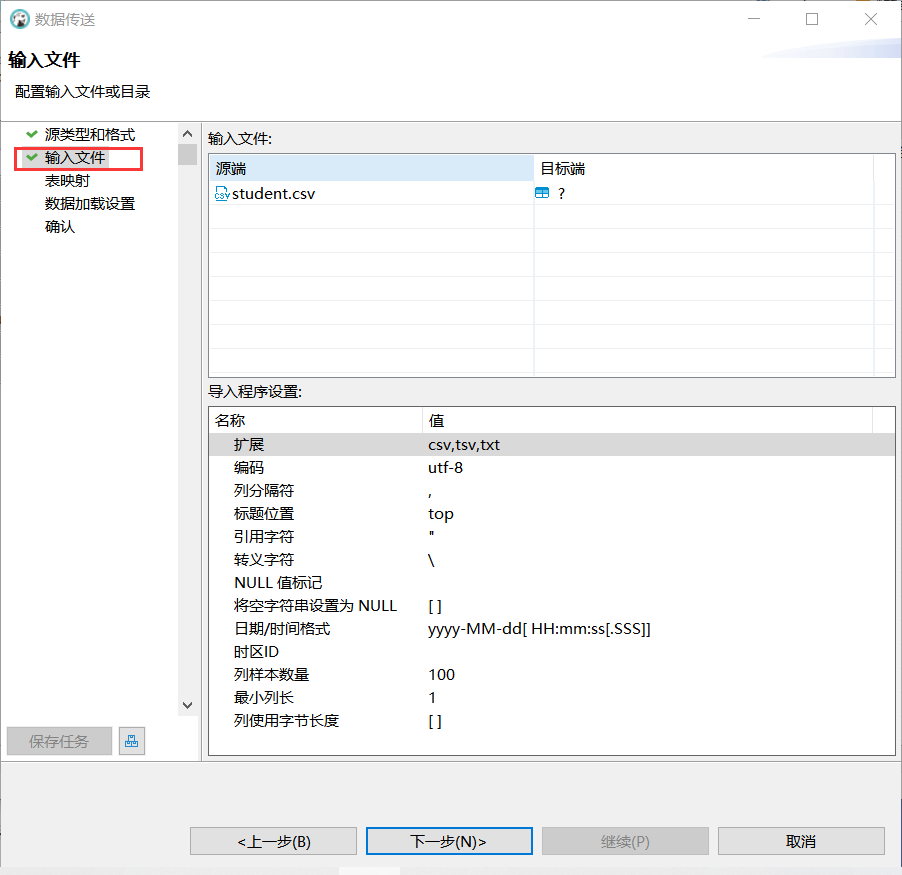 数据传送
输入文件
配置输入文件或目录
源类型和格式
输入文件
表映射
数据加载设置
确认
保存任务
输入文件:
源端 目标端
student.csv ?
导入程序设置:
名称 值
扩展 csv,tsv,txt
编码 utf-8
列分隔符 ,
标题位置 top
引用字符 "
转义字符 \
NULL 值标记
将空字符串设置为 NULL [ ]
日期/时间格式 yyyy-MM-dd[ HH:mm:ss[.SSS]]
时区ID
列样本数量 100
最小列长 1
列使用字节长度 [ ]
<上一步(B) 下一步(N)> 继续(P) 取消